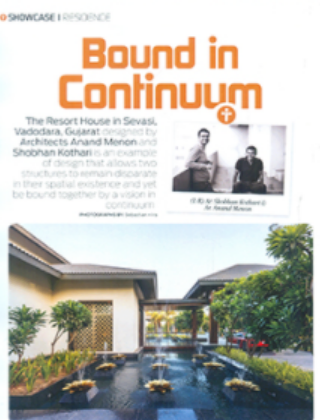 SHOWCASE | RESIDENCE
Bound in
Continuum
The Resort House in Sevasi,
Vadodara, Gujarat designed by
Architects Anand Menon and
Shobhan Kothari is an example
of design that allows two
structures to remain disparate
in their spatial existence and yet
be bound together by a vision in
continuum.
PHOTOGRAPHS BY
(L-R) Ar Shobhan Kothari &
Ar Anand Menon